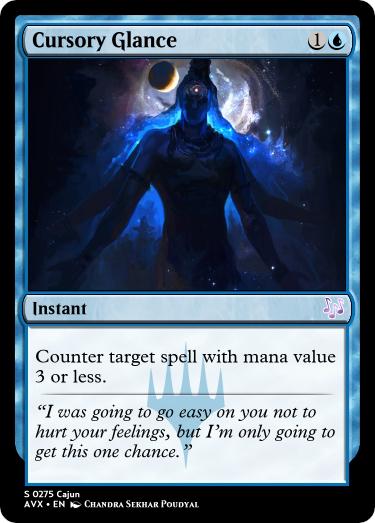 Cursory Glance 1
Instant
Counter target spell with mana value
3 or less.
“I was going to go easy on you not to
hurt your feelings, but I’m only going to
get this one chance.”
S 0275 Cajun
AVX • EN Chandra Sekhar Poudyal